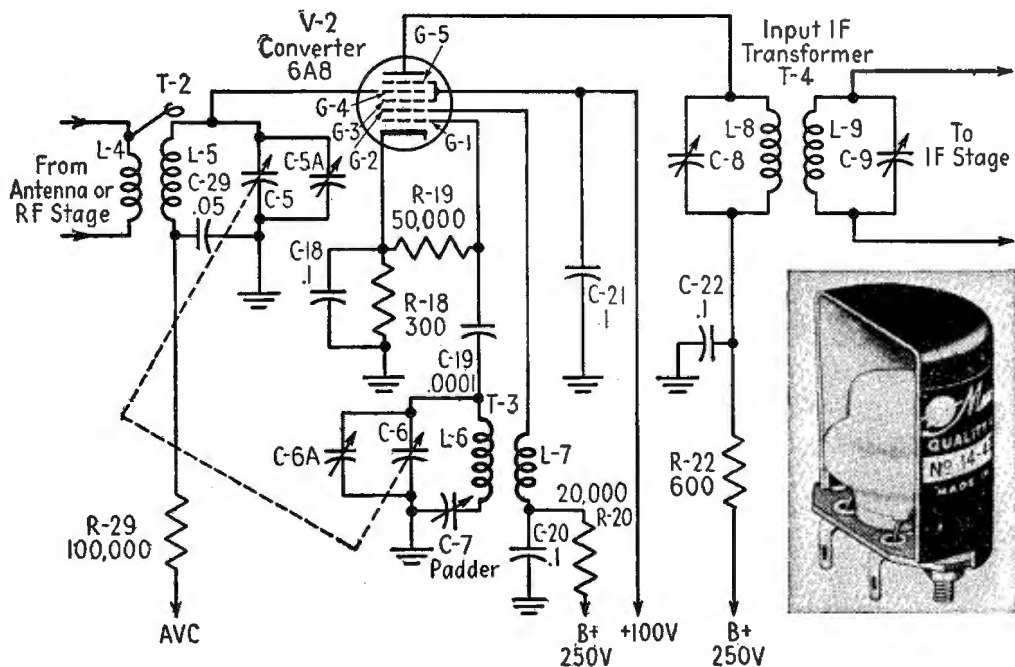 V-2
Converter
6A8
G-5
G-4
G-3
G-2
G-1
T-2
L-4
L-5
C-29
.05
C-5
C-5A
From
Antenna or
RF Stage
Input IF
Transformer
T-4
L-8
C-8
L-9
C-9
To
IF Stage
R-19
50,000
C-18
.1
R-18
300
C-19
.0001
C-21
.1
C-22
.1
T-3
C-6A
C-6
L-6
L-7
C-7
Padder
C-20
.1
20,000
R-20
R-22
600
R-29
100,000
AVC
B+
250V
+100V
B+
250V
QUALITY
No. 14-4
MADE IN